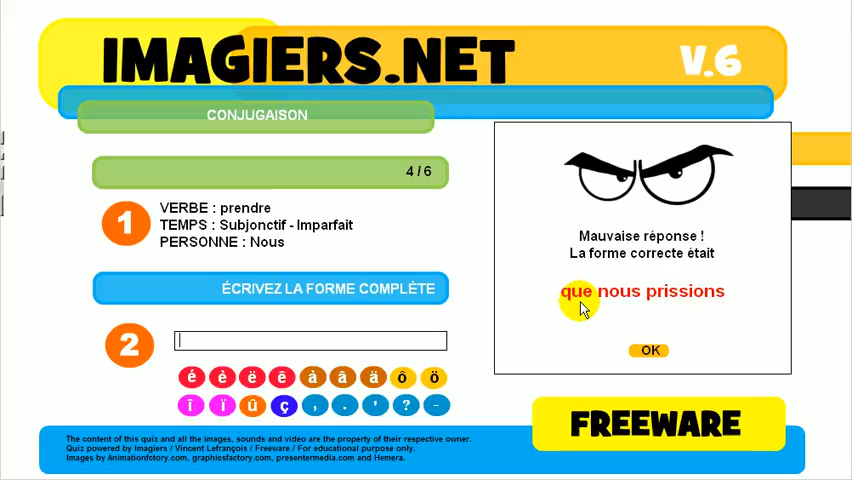 IMAGIERS.NET
V.6
CONJUGAISON
4 / 6
1
VERBE : prendre
TEMPS : Subjonctif - Imparfait
PERSONNE : Nous
ÉCRIVEZ LA FORME COMPLÈTE
2
é è ë ê à â ä ô ö
î ï û ç , . ' ? -
Mauvaise réponse !
La forme correcte était
que nous prissions
OK
FREEWARE
The content of this quiz and all the images, sounds and video are the property of their respective owner.
Quiz powered by Imagiers / Vincent Lefrançois / Freeware / For educational purpose only.
Images by Animationfctory.com, graphicsfactory.com, presentermedia.com and Hemera.